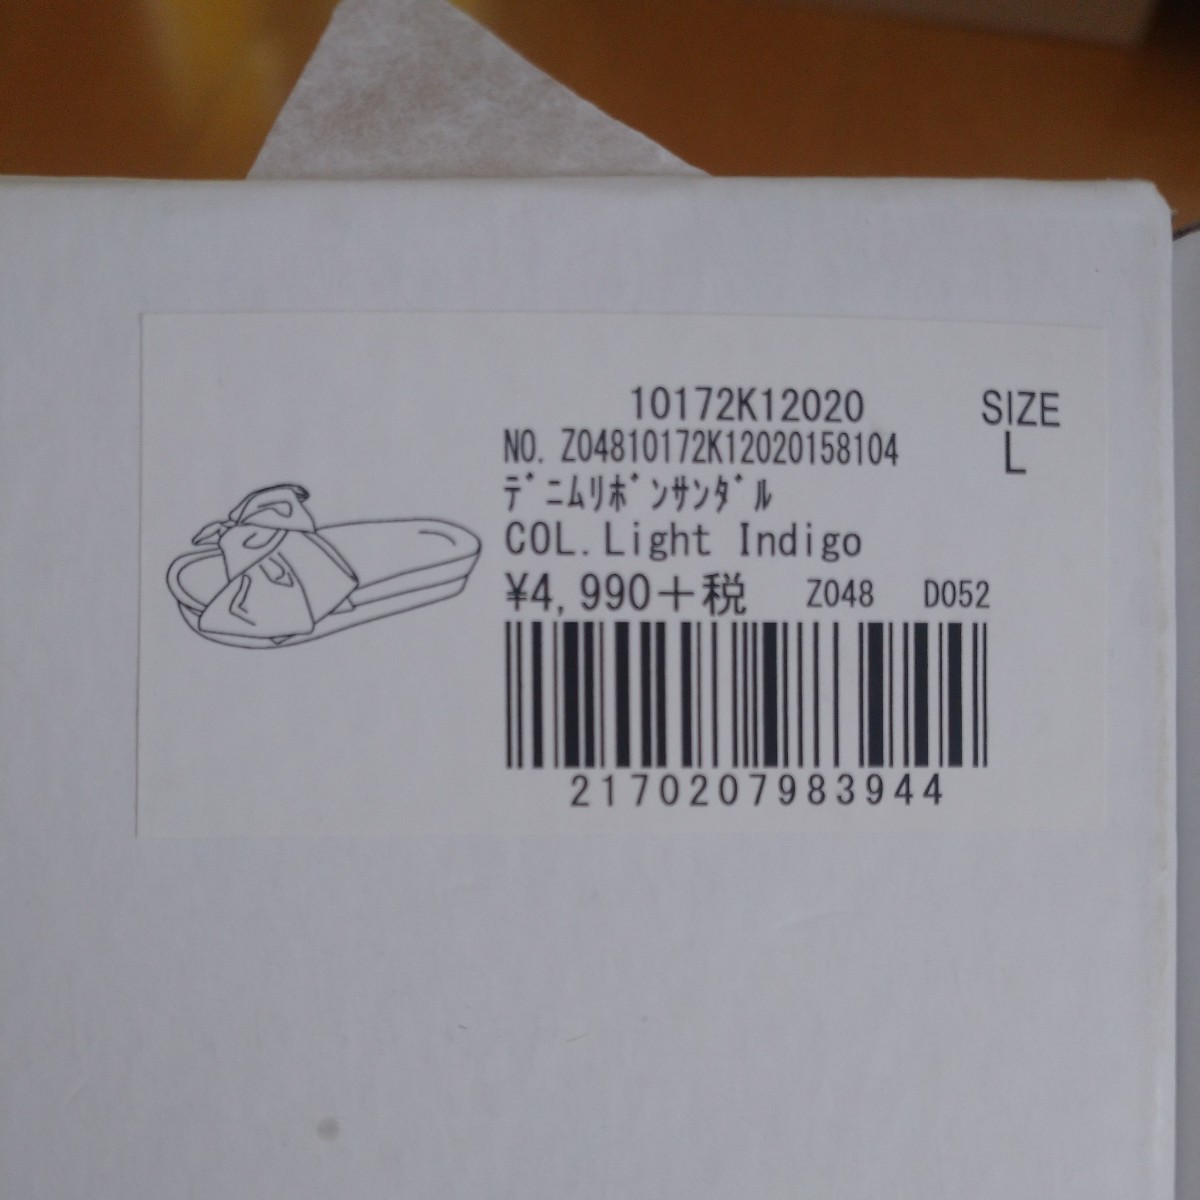 10172K12020
SIZE
L
NO. Z04810172K12020158104
ﾃﾞﾆﾑﾘﾎﾞﾝｻﾝﾀﾞﾙ
COL.Light Indigo
¥4,990+税 Z048 D052
2170207983944